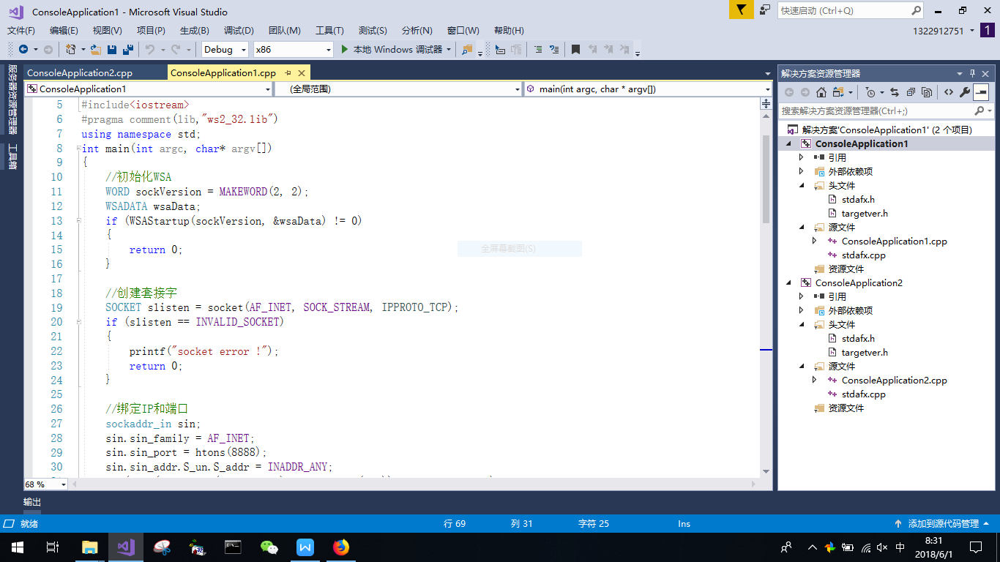 ConsoleApplication1 - Microsoft Visual Studio
快速启动 (Ctrl+Q)
文件(F) 编辑(E) 视图(V) 项目(P) 生成(B) 调试(D) 团队(M) 工具(T) 测试(S) 分析(N) 窗口(W) 帮助(H)
1322912751
1
Debug x86 本地 Windows 调试器
服务器资源管理器
工具箱
ConsoleApplication2.cpp ConsoleApplication1.cpp
ConsoleApplication1 (全局范围) main(int argc, char * argv[])
5 #include<iostream>
6 #pragma comment(lib,"ws2_32.lib")
7 using namespace std;
8 int main(int argc, char* argv[])
9 {
10 //初始化WSA
11 WORD sockVersion = MAKEWORD(2, 2);
12 WSADATA wsaData;
13 if (WSAStartup(sockVersion, &wsaData) != 0)
14 {
15 return 0;
16 }
17
18 //创建套接字
19 SOCKET slisten = socket(AF_INET, SOCK_STREAM, IPPROTO_TCP);
20 if (slisten == INVALID_SOCKET)
21 {
22 printf("socket error !");
23 return 0;
24 }
25
26 //绑定IP和端口
27 sockaddr_in sin;
28 sin.sin_family = AF_INET;
29 sin.sin_port = htons(8888);
30 sin.sin_addr.S_un.S_addr = INADDR_ANY;
全屏幕截图(S)
68 %
解决方案资源管理器
搜索解决方案资源管理器(Ctrl+;)
解决方案'ConsoleApplication1' (2 个项目)
ConsoleApplication1
引用
外部依赖项
头文件
stdafx.h
targetver.h
源文件
ConsoleApplication1.cpp
stdafx.cpp
资源文件
ConsoleApplication2
引用
外部依赖项
头文件
stdafx.h
targetver.h
源文件
ConsoleApplication2.cpp
stdafx.cpp
资源文件
输出
就绪 行 69 列 31 字符 25 Ins 添加到源代码管理
中
8:31
2018/6/1